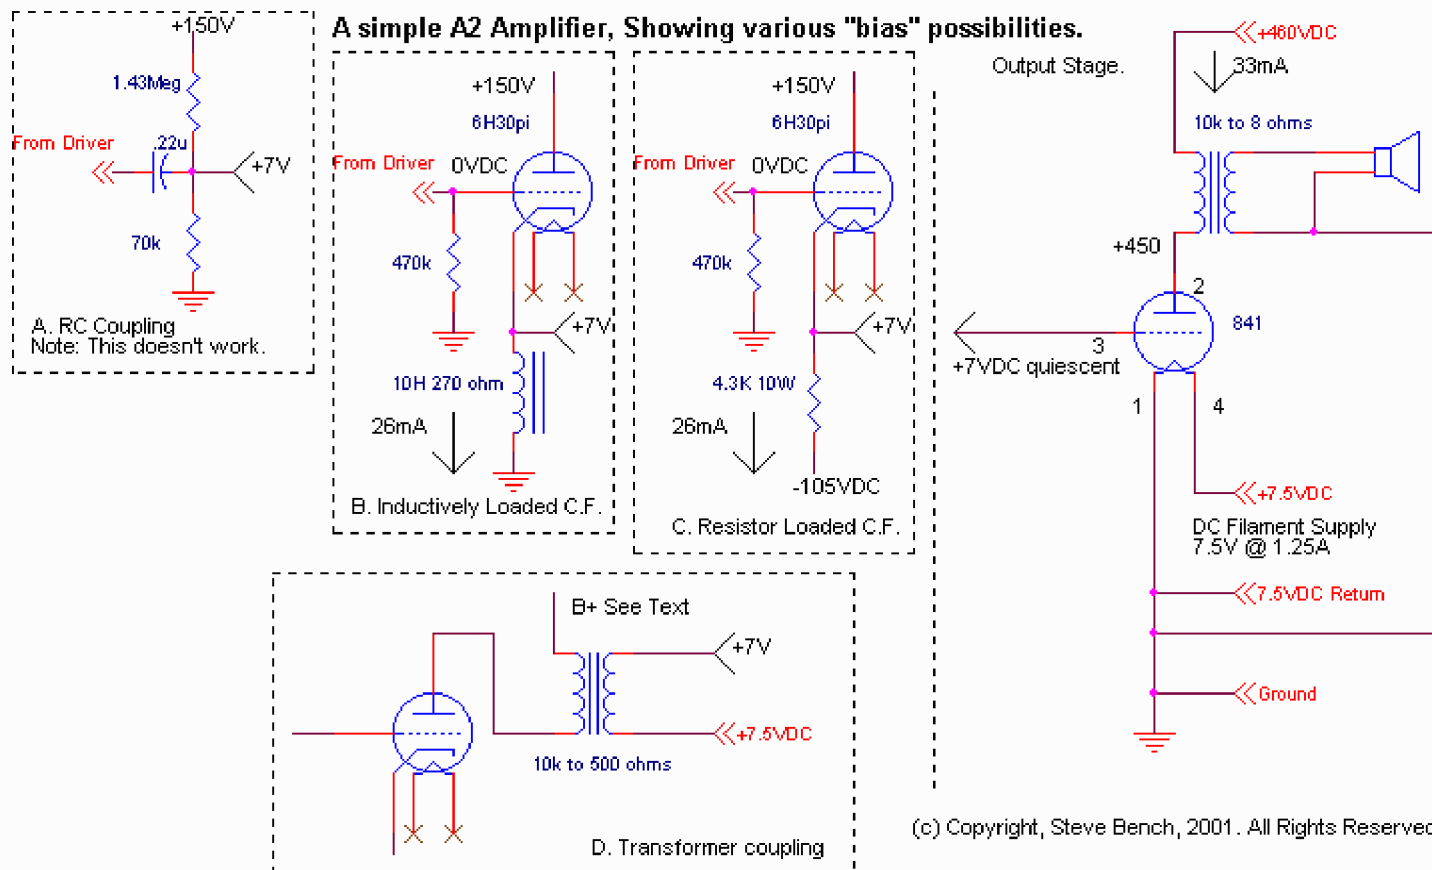 A simple A2 Amplifier, Showing various "bias" possibilities.
+150V
1.43Meg
From Driver
.22u
+7V
70k
A. RC Coupling
Note: This doesn't work.
+150V
6H30pi
From Driver
0VDC
470k
+7V
10H 270 ohm
26mA
B. Inductively Loaded C.F.
+150V
6H30pi
From Driver
0VDC
470k
+7V
4.3K 10W
26mA
-105VDC
C. Resistor Loaded C.F.
B+ See Text
+7V
+7.5VDC
10k to 500 ohms
D. Transformer coupling
Output Stage.
+460VDC
33mA
10k to 8 ohms
+450
2
841
3
+7VDC quiescent
1
4
+7.5VDC
DC Filament Supply
7.5V @ 1.25A
7.5VDC Return
Ground
(c) Copyright, Steve Bench, 2001. All Rights Reserved